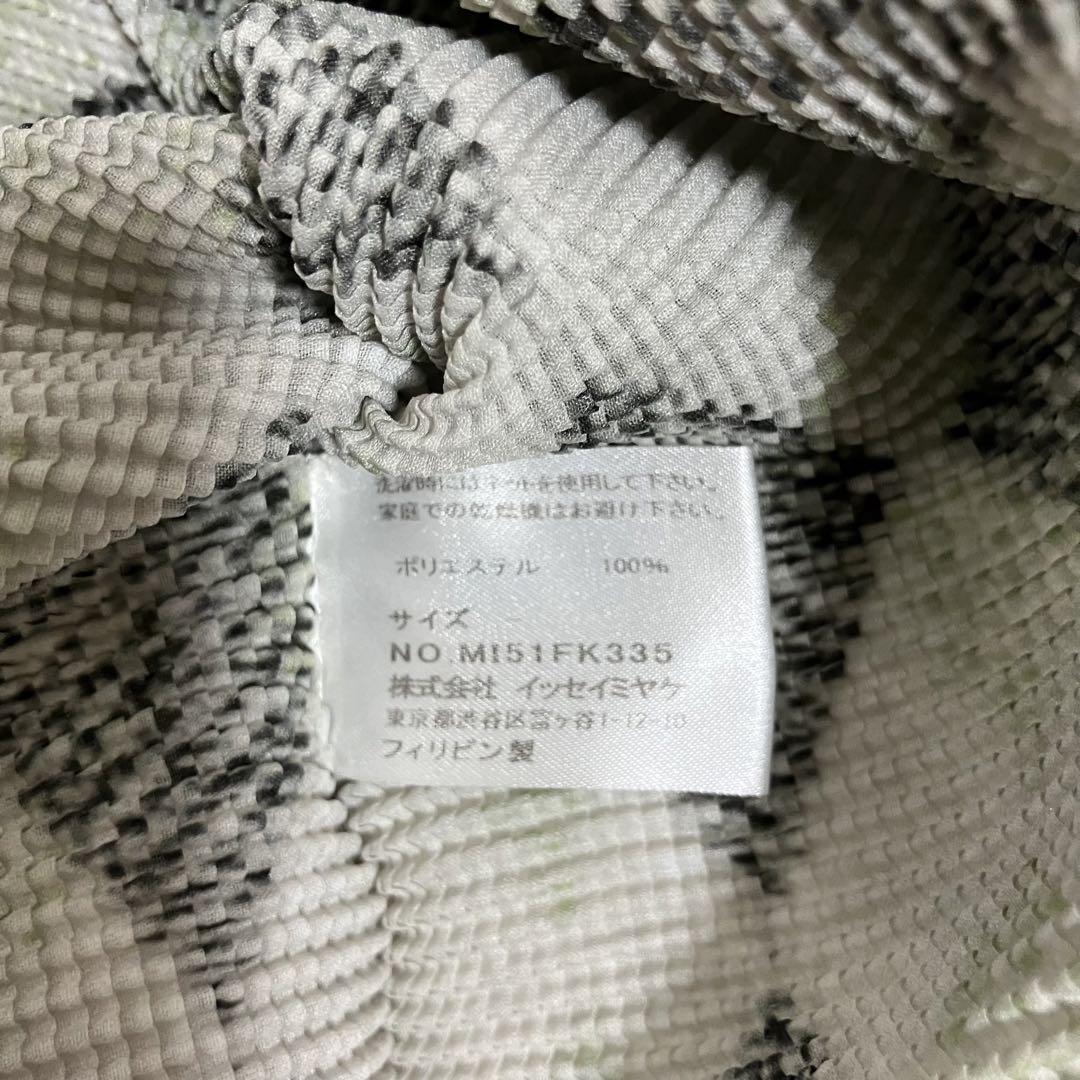 洗濯時にはネットを使用して下さい。
家庭での乾燥機はお避け下さい。
ポリエステル 100%
サイズ -
NO.MI51FK335
株式会社 イッセイミヤケ
東京都渋谷区富ヶ谷1-12-10
フィリピン製